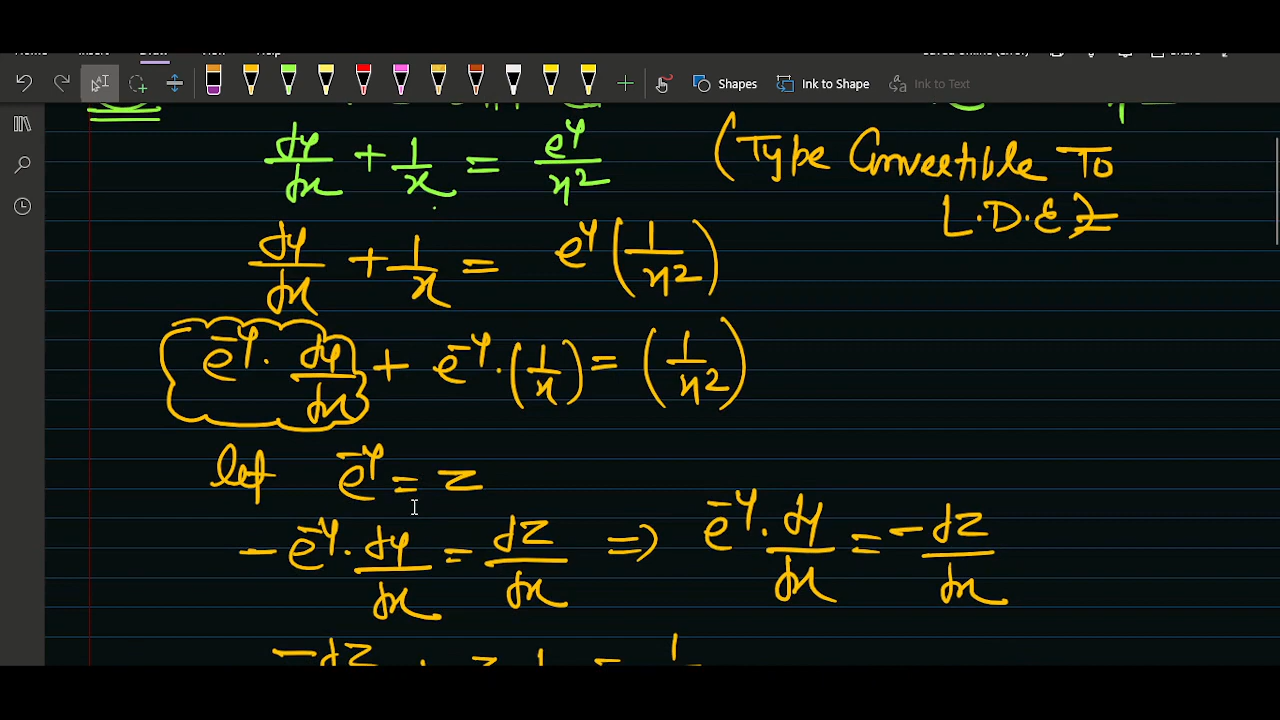 Shapes Ink to Shape Ink to Text
dy/dx + 1/x = e^y/x^2
(Type Convertible To
L.D.E
dy/dx + 1/x = e^y (1/x^2)
e^-y . dy/dx + e^-y . (1/x) = (1/x^2)
let e^-y = z
-e^-y . dy/dx = dz/dx => e^-y . dy/dx = -dz/dx